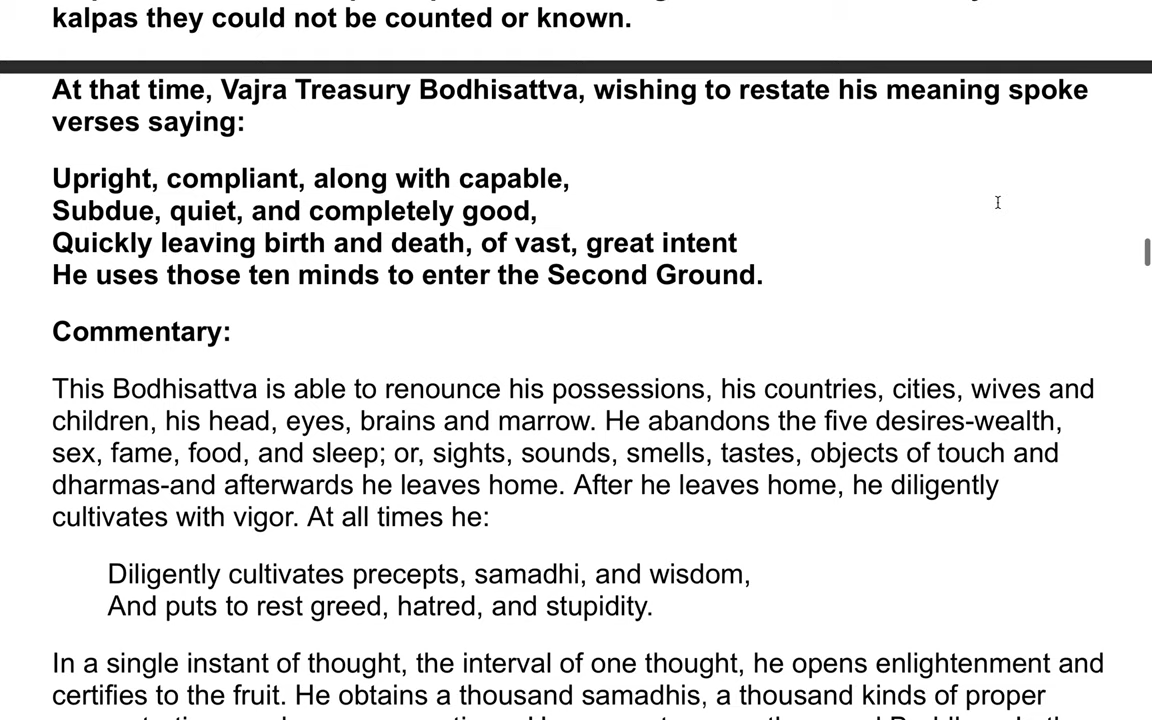 kalpas they could not be counted or known.
At that time, Vajra Treasury Bodhisattva, wishing to restate his meaning spoke
verses saying:
Upright, compliant, along with capable,
Subdue, quiet, and completely good,
Quickly leaving birth and death, of vast, great intent
He uses those ten minds to enter the Second Ground.
Commentary:
This Bodhisattva is able to renounce his possessions, his countries, cities, wives and
children, his head, eyes, brains and marrow. He abandons the five desires-wealth,
sex, fame, food, and sleep; or, sights, sounds, smells, tastes, objects of touch and
dharmas-and afterwards he leaves home. After he leaves home, he diligently
cultivates with vigor. At all times he:
Diligently cultivates precepts, samadhi, and wisdom,
And puts to rest greed, hatred, and stupidity.
In a single instant of thought, the interval of one thought, he opens enlightenment and
certifies to the fruit. He obtains a thousand samadhis, a thousand kinds of proper